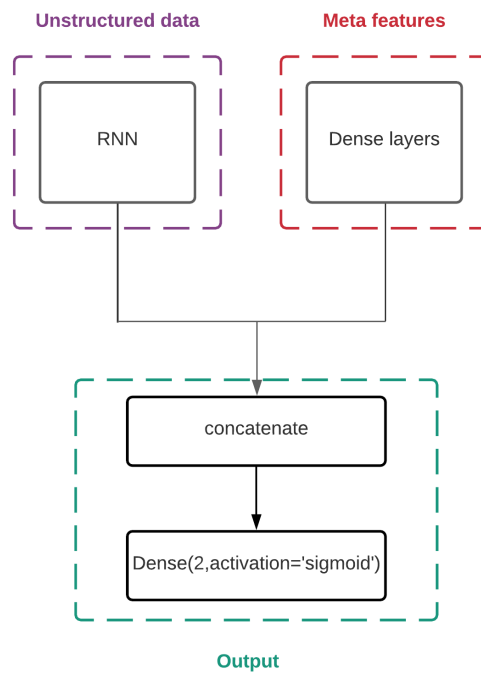 Unstructured data
Meta features
RNN
Dense layers
concatenate
Dense(2,activation='sigmoid')
Output